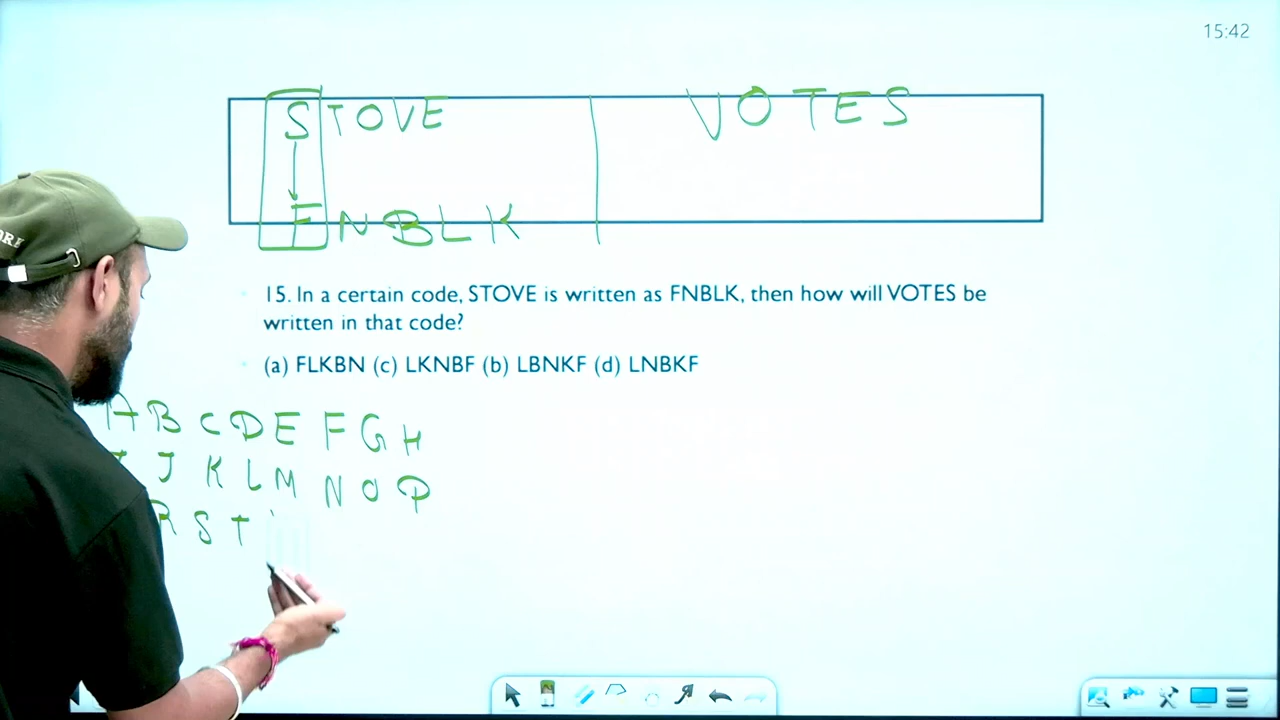 15:42
STOVE VOTES
FNBLK
15. In a certain code, STOVE is written as FNBLK, then how will VOTES be
written in that code?
(a) FLKBN (c) LKNBF (b) LBNKF (d) LNBKF
A B C D E F G H
J K L M N O P
R S T